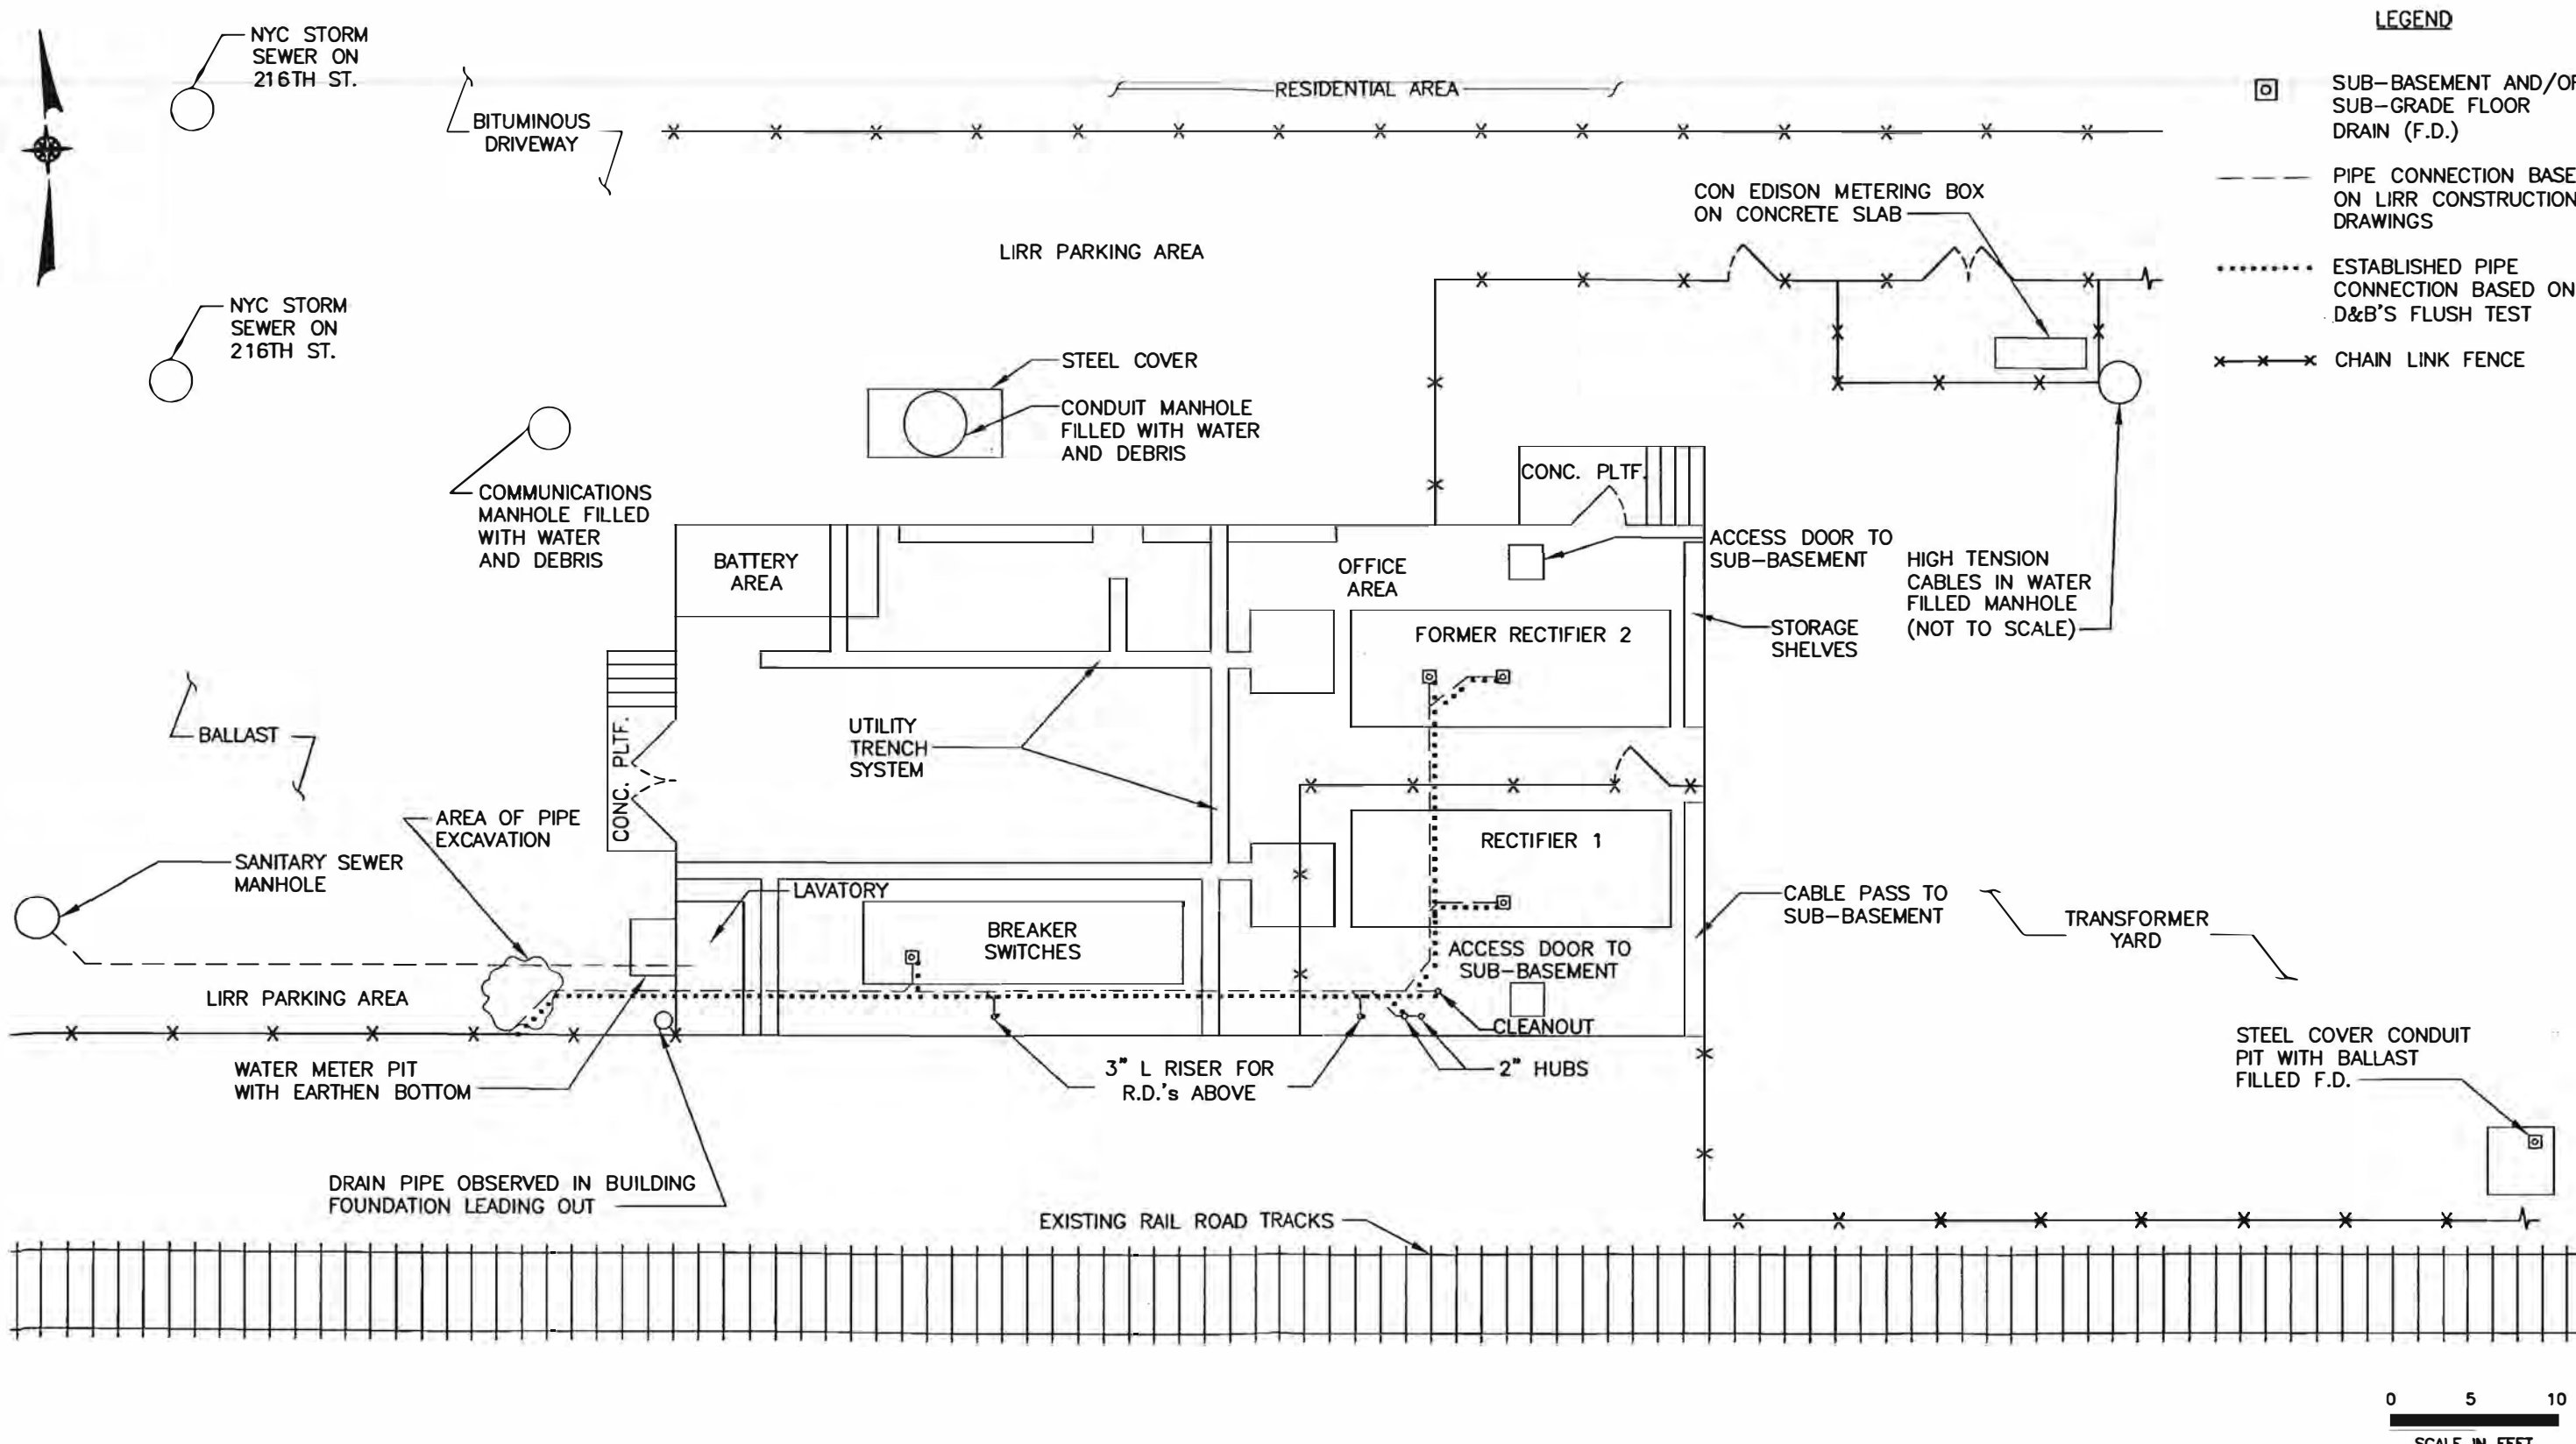 LEGEND
NYC STORM
SEWER ON
216TH ST.
BITUMINOUS
DRIVEWAY
RESIDENTIAL AREA
SUB-BASEMENT AND/OR
SUB-GRADE FLOOR
DRAIN (F.D.)
PIPE CONNECTION BASE
ON LIRR CONSTRUCTION
DRAWINGS
ESTABLISHED PIPE
CONNECTION BASED ON
D&B'S FLUSH TEST
CHAIN LINK FENCE
CON EDISON METERING BOX
ON CONCRETE SLAB
LIRR PARKING AREA
NYC STORM
SEWER ON
216TH ST.
STEEL COVER
CONDUIT MANHOLE
FILLED WITH WATER
AND DEBRIS
COMMUNICATIONS
MANHOLE FILLED
WITH WATER
AND DEBRIS
CONC. PLTF.
BATTERY
AREA
OFFICE
AREA
ACCESS DOOR TO
SUB-BASEMENT
HIGH TENSION
CABLES IN WATER
FILLED MANHOLE
(NOT TO SCALE)
FORMER RECTIFIER 2
STORAGE
SHELVES
BALLAST
CONC. PLTF.
UTILITY
TRENCH
SYSTEM
AREA OF PIPE
EXCAVATION
RECTIFIER 1
SANITARY SEWER
MANHOLE
LAVATORY
BREAKER
SWITCHES
CABLE PASS TO
SUB-BASEMENT
TRANSFORMER
YARD
ACCESS DOOR TO
SUB-BASEMENT
LIRR PARKING AREA
CLEANOUT
WATER METER PIT
WITH EARTHEN BOTTOM
3" L RISER FOR
R.D.'s ABOVE
2" HUBS
STEEL COVER CONDUIT
PIT WITH BALLAST
FILLED F.D.
DRAIN PIPE OBSERVED IN BUILDING
FOUNDATION LEADING OUT
EXISTING RAIL ROAD TRACKS
0 5 10
SCALE IN FEET